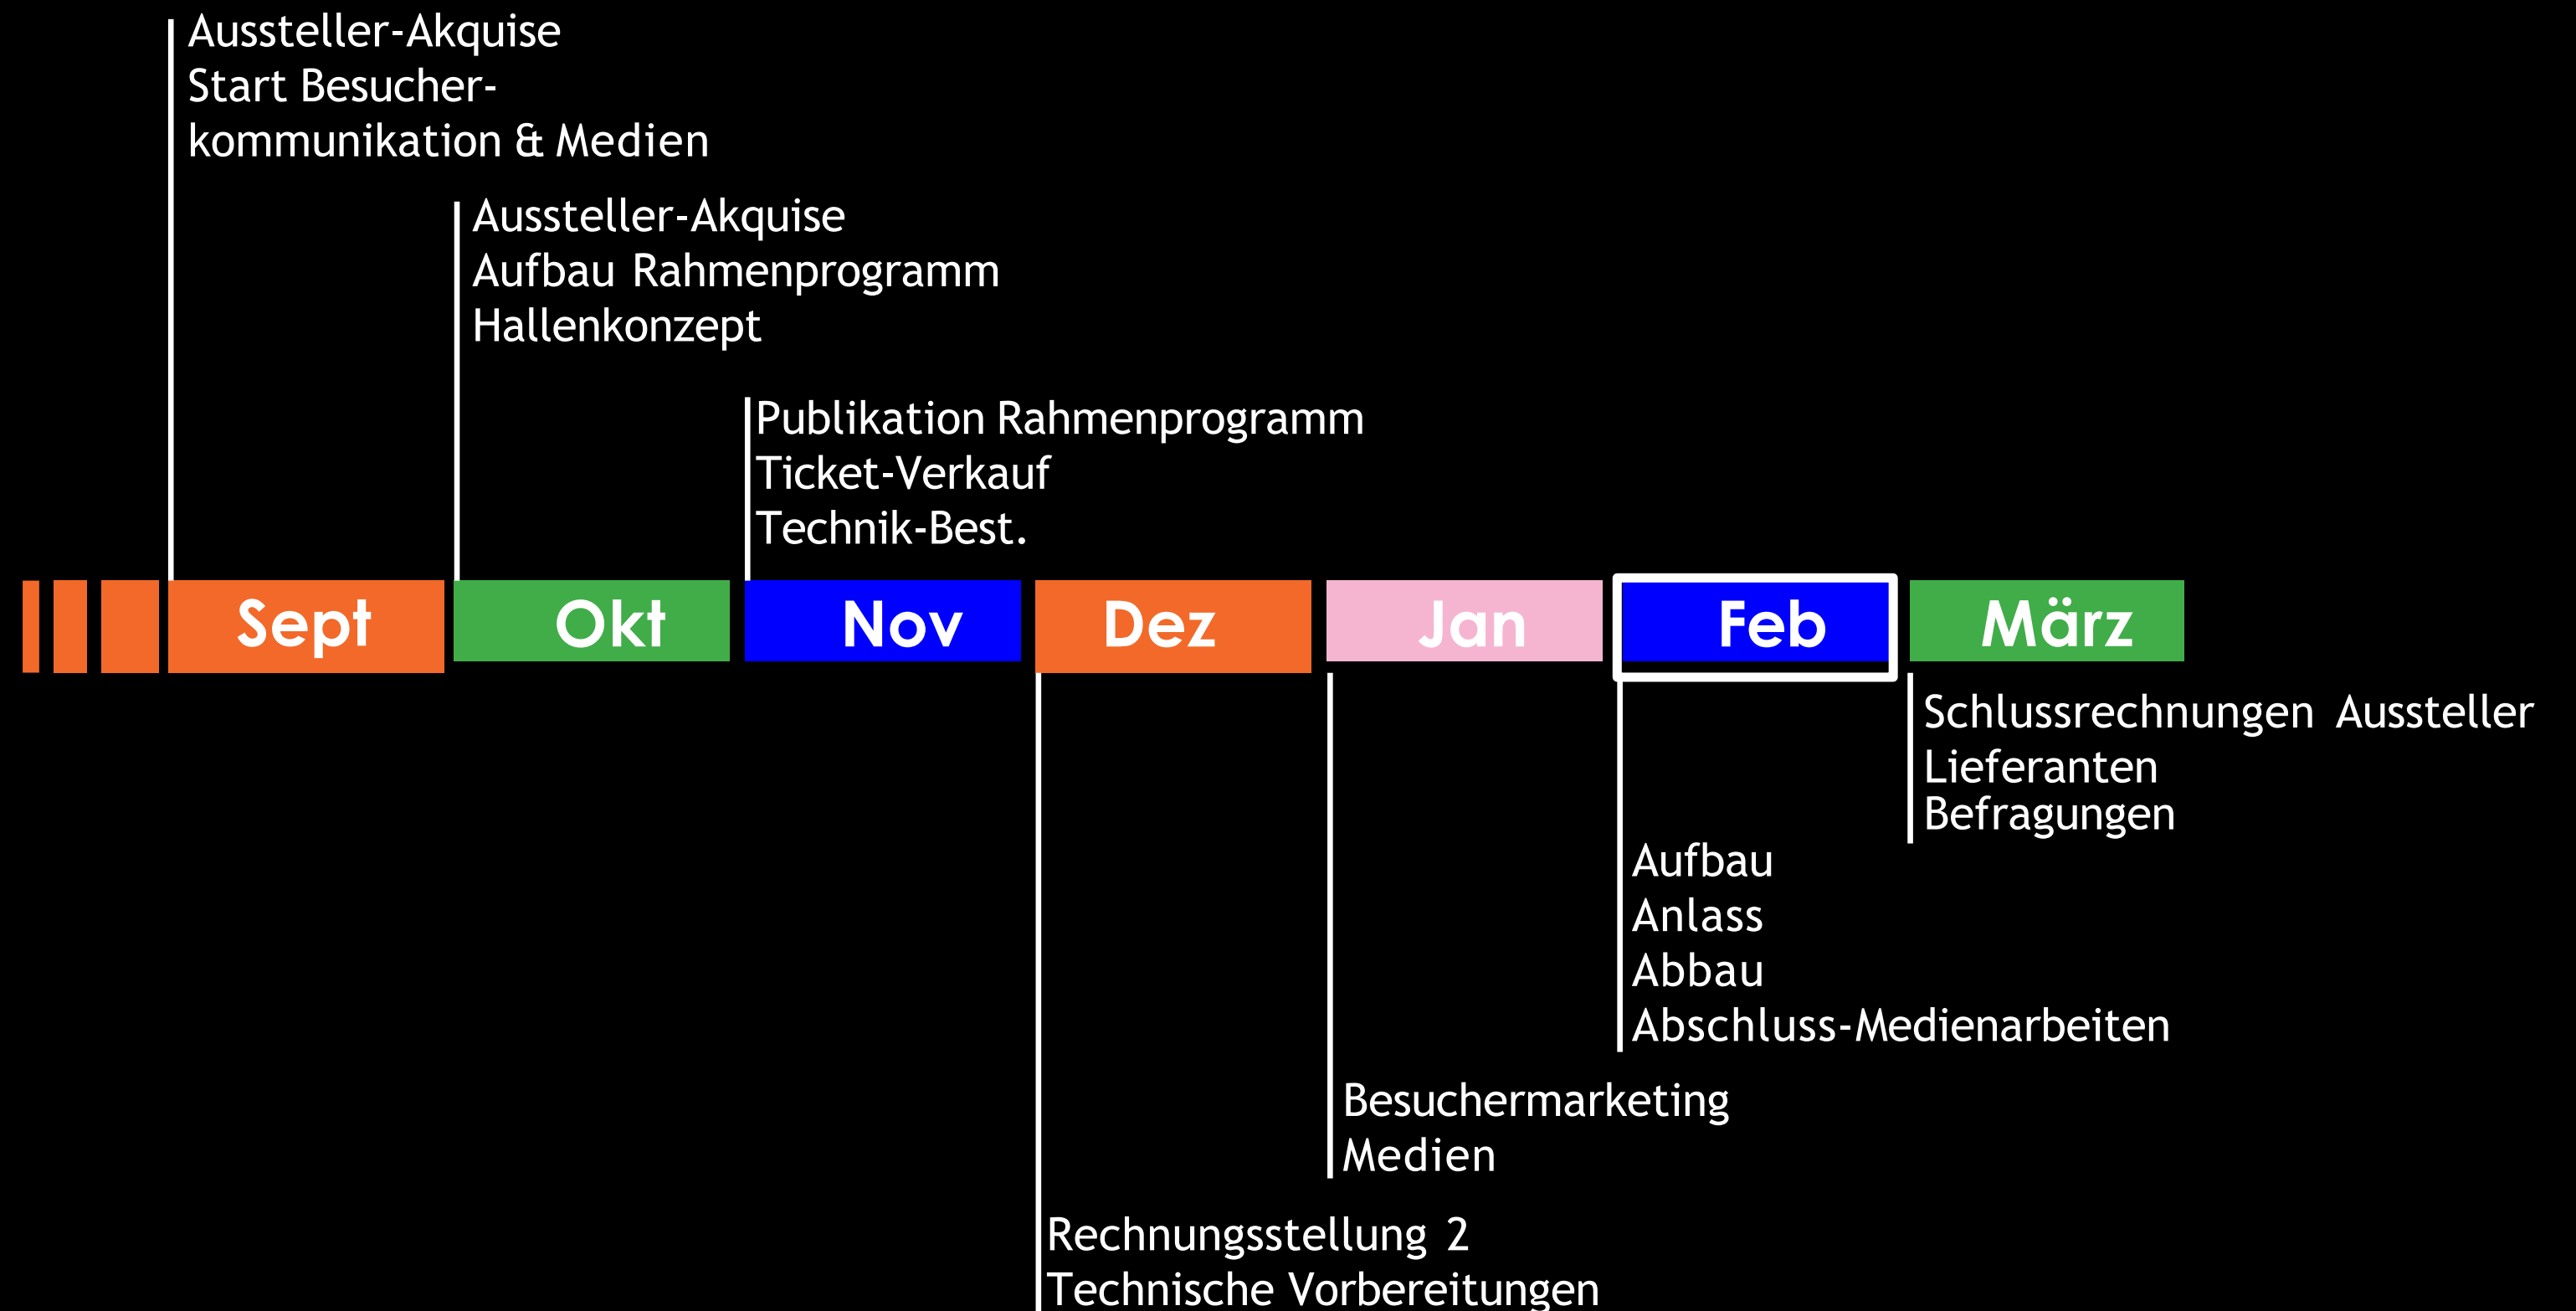 Aussteller-Akquise
Start Besucher-
kommunikation & Medien
Aussteller-Akquise
Aufbau Rahmenprogramm
Hallenkonzept
Publikation Rahmenprogramm
Ticket-Verkauf
Technik-Best.
Sept Okt Nov Dez Jan Feb März
Schlussrechnungen Aussteller
Lieferanten
Befragungen
Aufbau
Anlass
Abbau
Abschluss-Medienarbeiten
Besuchermarketing
Medien
Rechnungsstellung 2
Technische Vorbereitungen